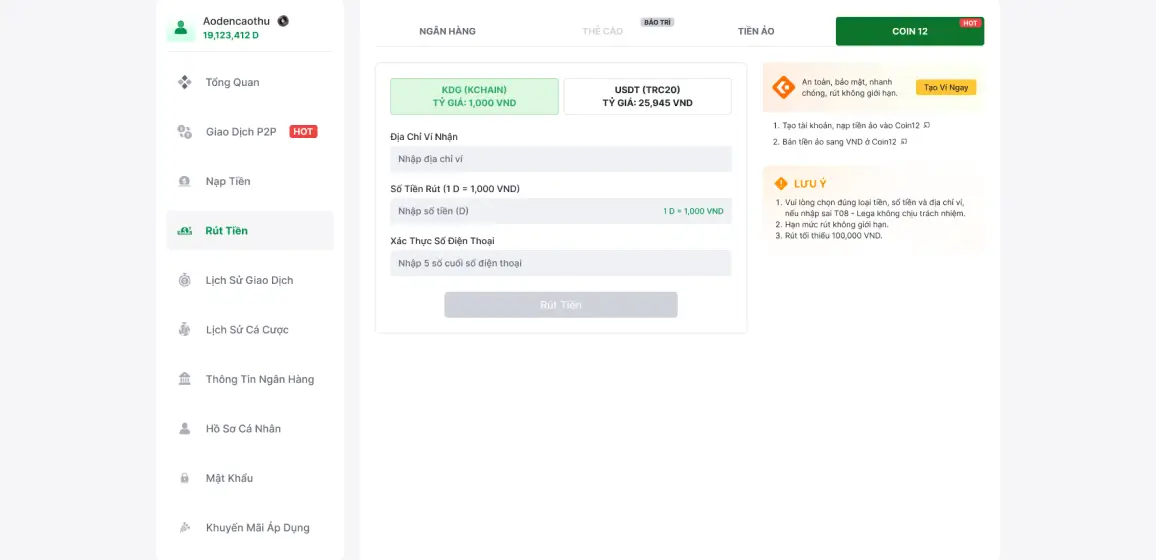 Aodencaothu
19,123,412 D
Tổng Quan
Giao Dịch P2P HOT
Nạp Tiền
Rút Tiền
Lịch Sử Giao Dịch
Lịch Sử Cá Cược
Thông Tin Ngân Hàng
Hồ Sơ Cá Nhân
Mật Khẩu
Khuyến Mãi Áp Dụng
NGÂN HÀNG
THẺ CÀO
BẢO TRÌ
TIỀN ẢO
COIN 12
HOT
KDG (KCHAIN)
TỶ GIÁ: 1,000 VND
USDT (TRC20)
TỶ GIÁ: 25,945 VND
Địa Chỉ Ví Nhận
Nhập địa chỉ ví
Số Tiền Rút (1 D = 1,000 VND)
Nhập số tiền (D) 1 D = 1,000 VND
Xác Thực Số Điện Thoại
Nhập 5 số cuối số điện thoại
Rút Tiền
An toàn, bảo mật, nhanh
chóng, rút không giới hạn.
Tạo Ví Ngay
1. Tạo tài khoản, nạp tiền ảo vào Coin12
2. Bán tiền ảo sang VND ở Coin12
LƯU Ý
1. Vui lòng chọn đúng loại tiền, số tiền và địa chỉ ví,
nếu nhập sai T08 - Lega không chịu trách nhiệm.
2. Hạn mức rút không giới hạn.
3. Rút tối thiểu 100,000 VND.